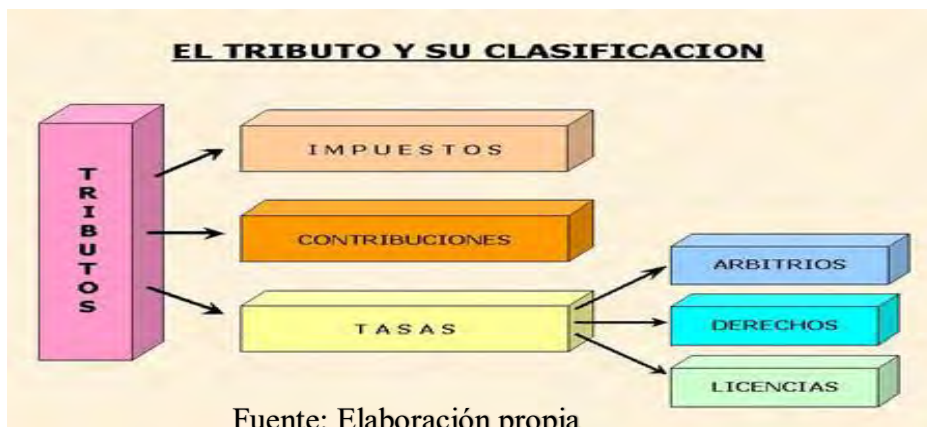 EL TRIBUTO Y SU CLASIFICACION
TRIBUTOS
IMPUESTOS
CONTRIBUCIONES
TASAS
ARBITRIOS
DERECHOS
LICENCIAS
Fuente: Elaboración propia